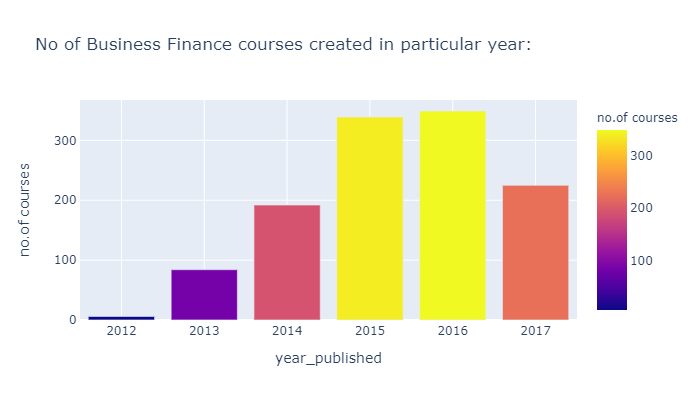 No of Business Finance courses created in particular year:
no.of courses
300
200
100
0
2012 2013 2014 2015 2016 2017
year_published
no.of courses
300
200
100